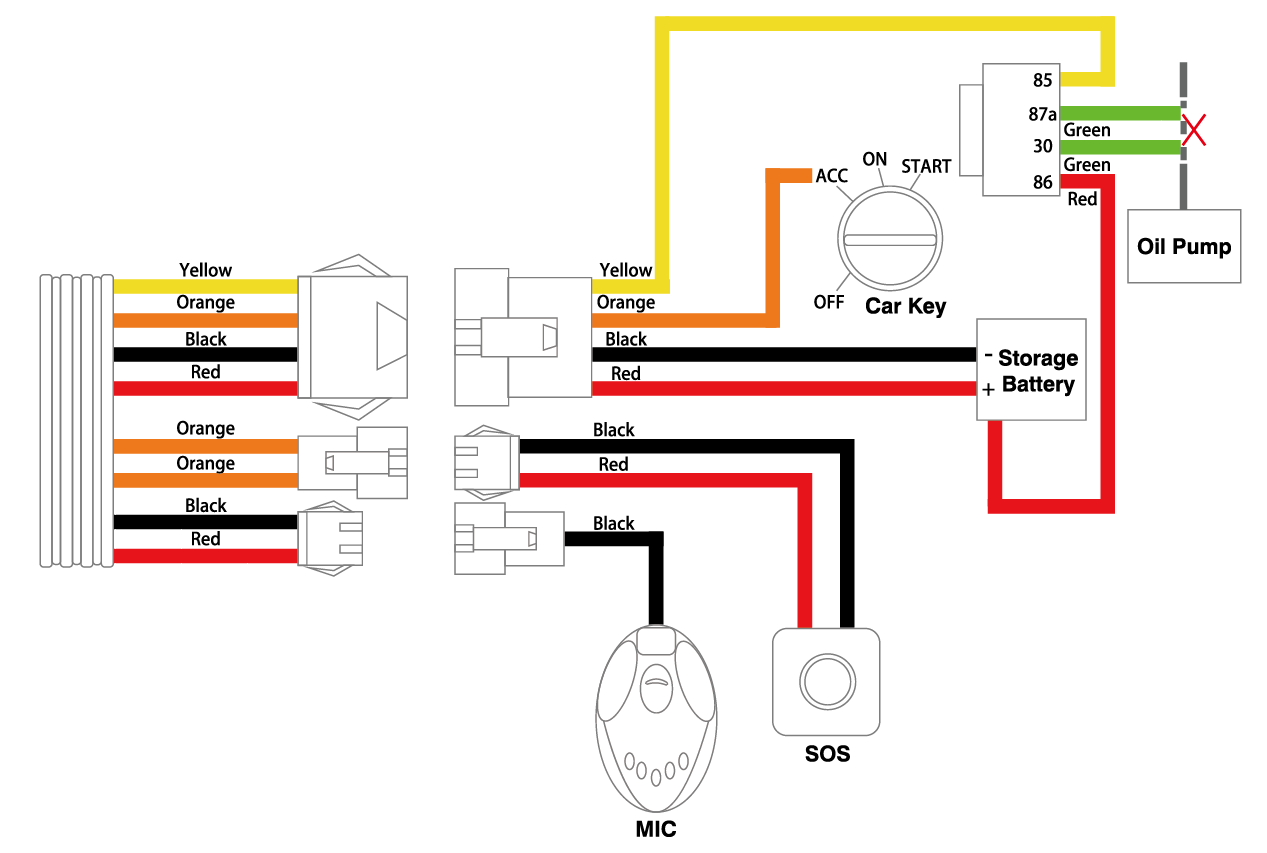 85
87a
Green
30
Green
86
Red
Oil Pump
ON
START
ACC
OFF
Car Key
Yellow
Orange
Black
Red
Orange
Orange
Black
Red
Yellow
Orange
Black
Red
- Storage
+ Battery
Black
Red
Black
SOS
MIC